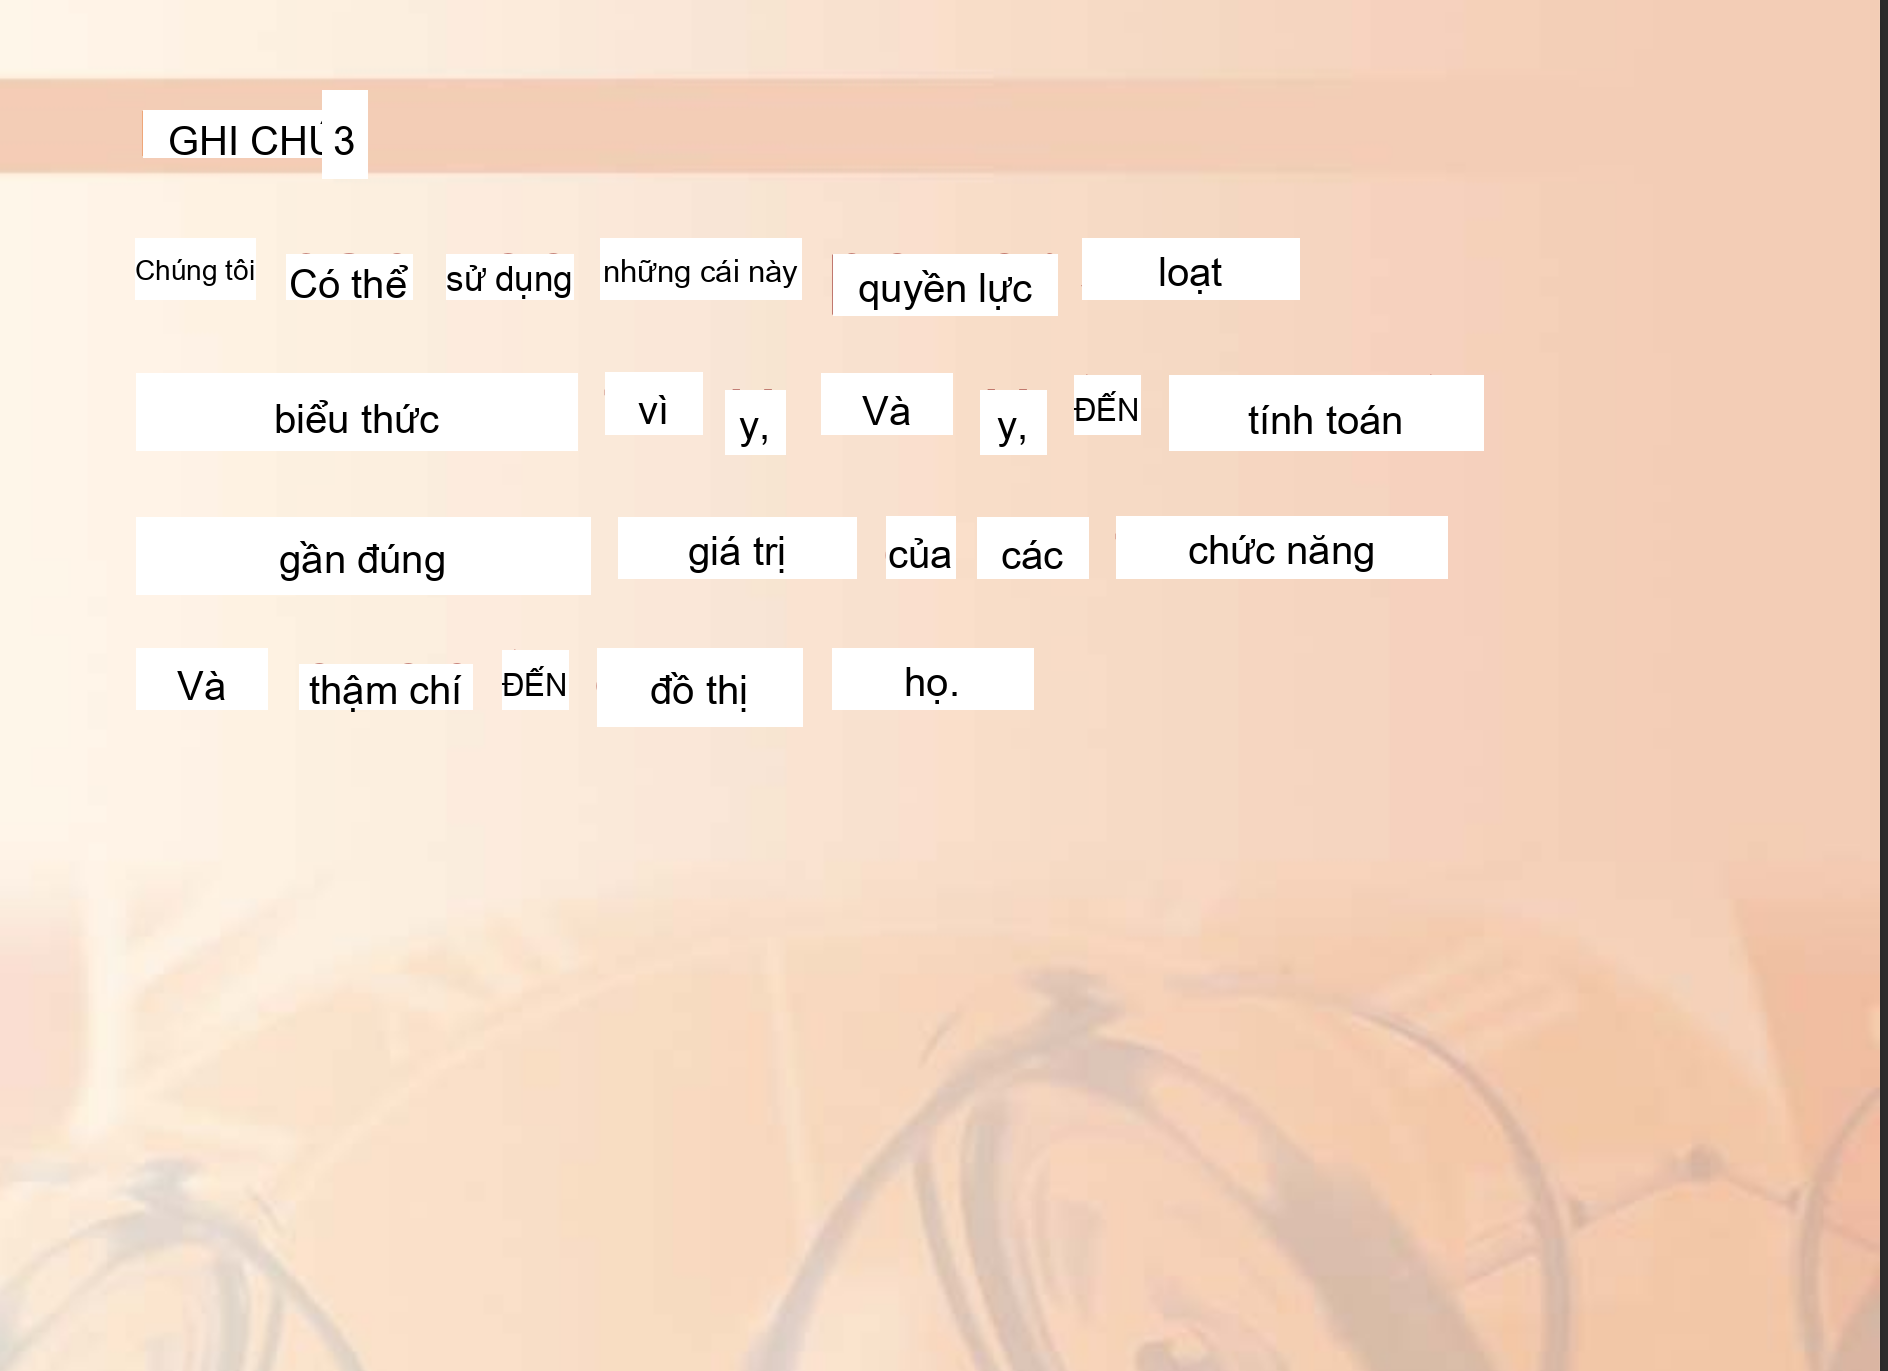 GHI CHÚ 3
Chúng tôi Có thể sử dụng những cái này quyền lực loạt
biểu thức vì y, Và y, ĐẾN tính toán
gần đúng giá trị của các chức năng
Và thậm chí ĐẾN đồ thị họ.